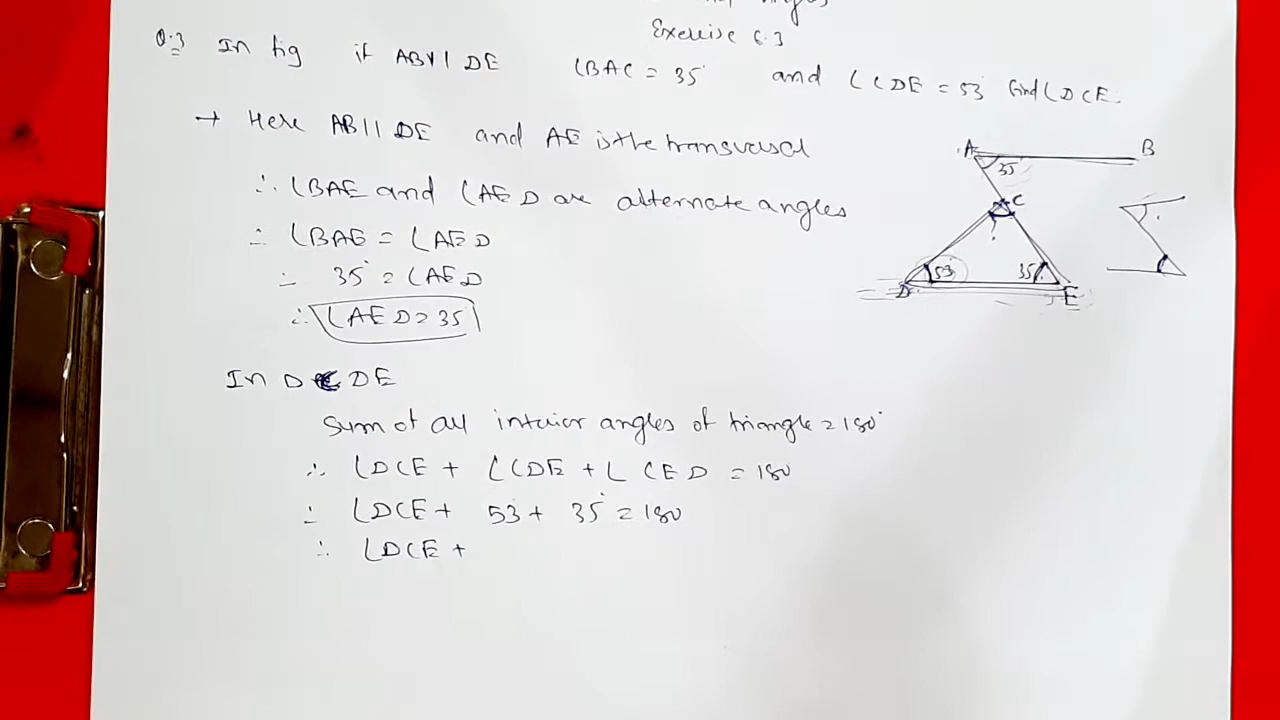 Exercise 6.3
Q.3 In fig if AB || DE ∠BAC = 35° and ∠CDE = 53° find ∠DCE.
→ Here AB || DE and AE is the transversal
∴ ∠BAE and ∠AED are alternate angles
∴ ∠BAE = ∠AED
∴ 35° = ∠AED
∴ ∠AED = 35
In Δ CDE
Sum of all interior angles of triangle = 180°
∴ ∠DCE + ∠CDE + ∠CED = 180
∴ ∠DCE + 53° + 35° = 180
∴ ∠DCE +
A B
35
C
?
53° 35°
D E